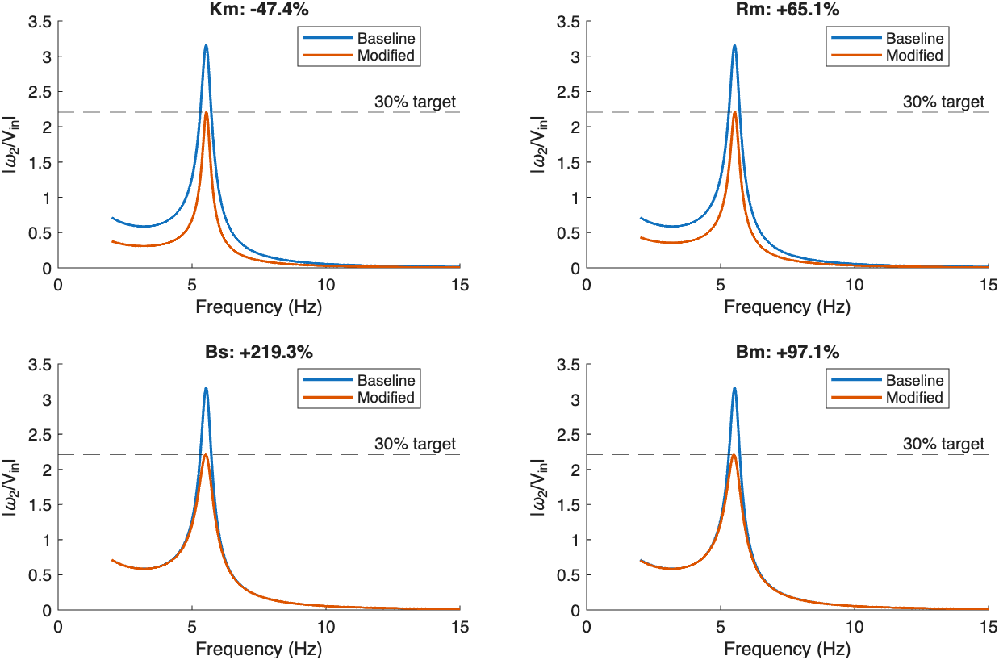 Km: -47.4%
3.5
3
2.5
2
1.5
1
0.5
0
|ω₂/Vᵢₙ|
Baseline
Modified
30% target
0 5 10 15
Frequency (Hz)
Rm: +65.1%
3.5
3
2.5
2
1.5
1
0.5
0
|ω₂/Vᵢₙ|
Baseline
Modified
30% target
0 5 10 15
Frequency (Hz)
Bs: +219.3%
3.5
3
2.5
2
1.5
1
0.5
0
|ω₂/Vᵢₙ|
Baseline
Modified
30% target
0 5 10 15
Frequency (Hz)
Bm: +97.1%
3.5
3
2.5
2
1.5
1
0.5
0
|ω₂/Vᵢₙ|
Baseline
Modified
30% target
0 5 10 15
Frequency (Hz)